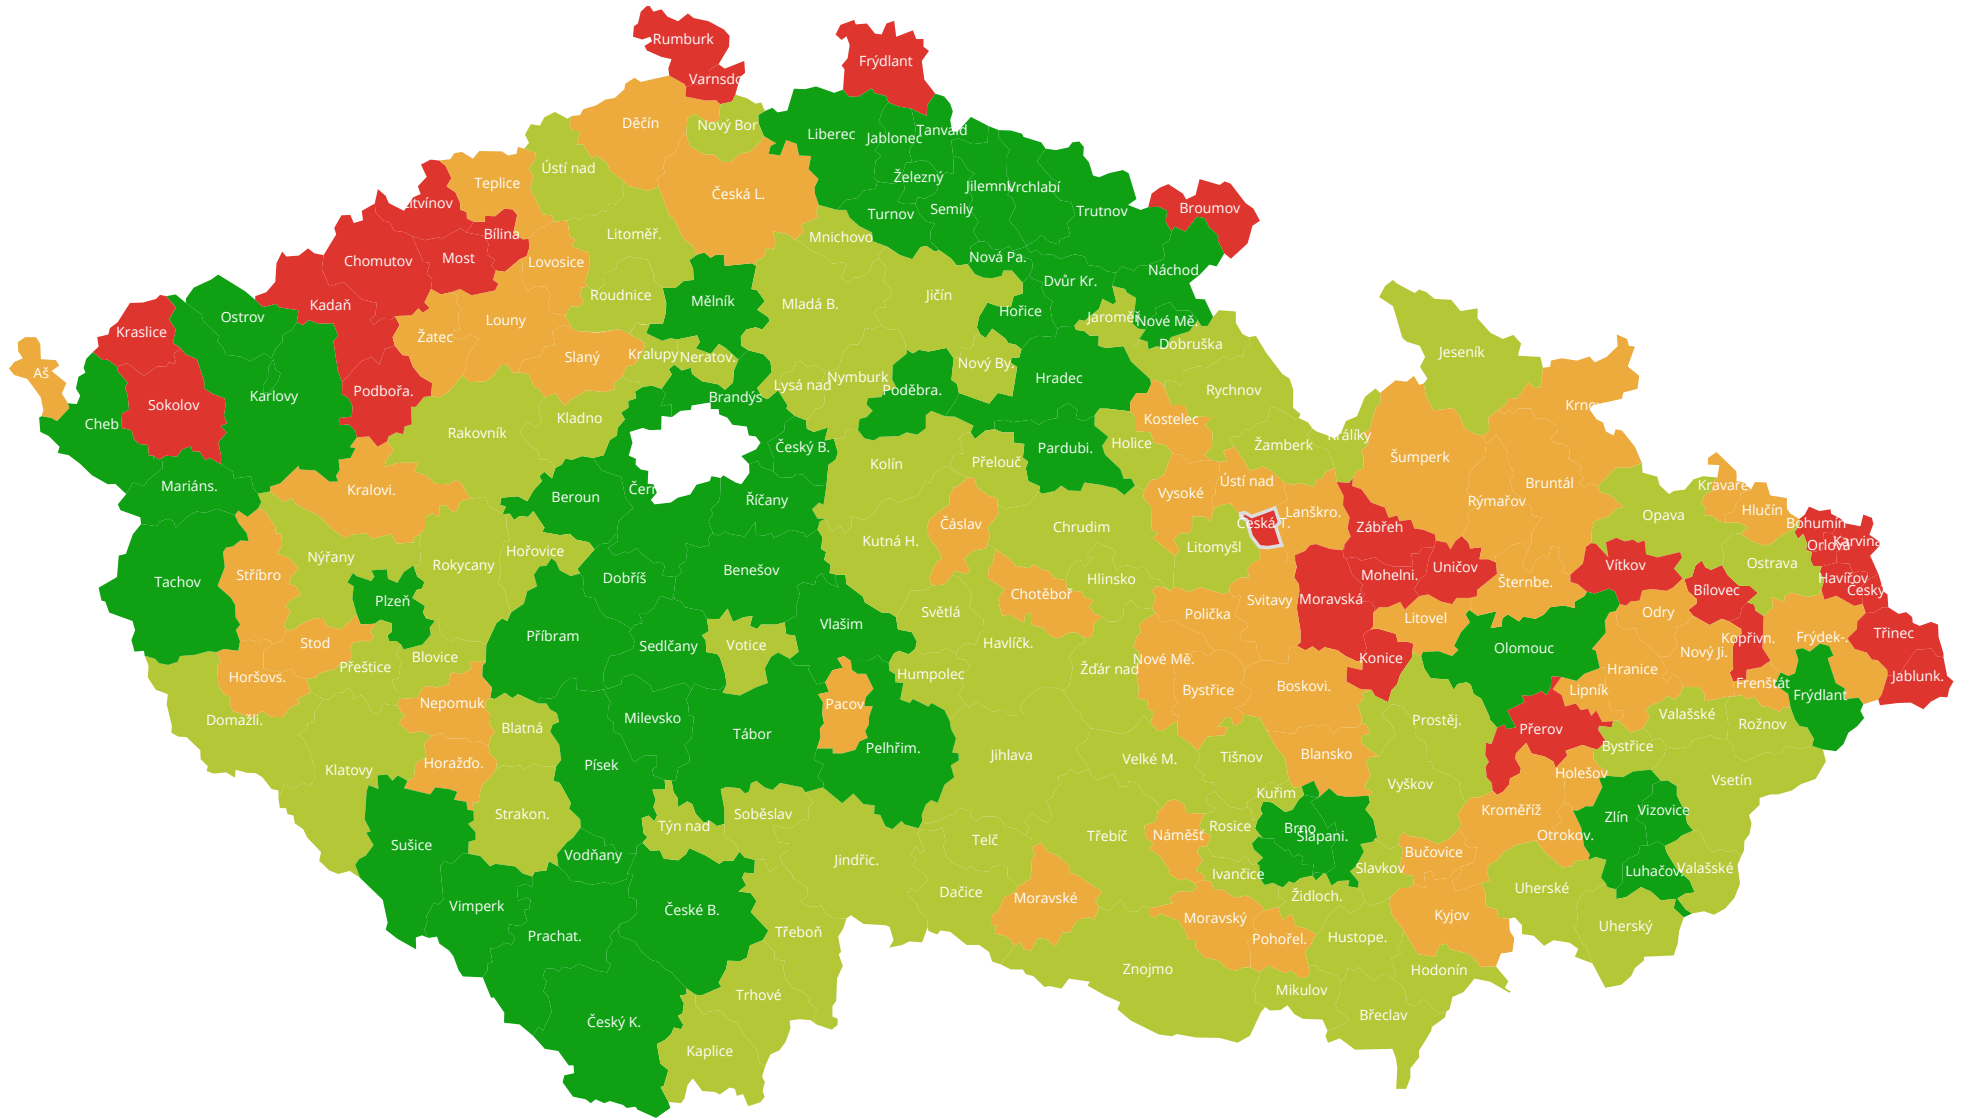 Rumburk
Frýdlant
Varnsdo
Děčín
Nový Bor
Liberec
Jablonec
Tanvald
Ústí nad
Teplice
Česká L.
Železný
Jilemni
Vrchlabí
Litvínov
Turnov
Semily
Trutnov
Broumov
Bílina
Litoměř.
Mnichovo
Chomutov
Most
Lovosice
Nová Pa.
Náchod
Kadaň
Roudnice
Mělník
Mladá B.
Jičín
Dvůr Kr.
Hořice
Ostrov
Louny
Jaroměř
Nové Mě.
Kraslice
Žatec
Dobruška
Slaný
Kralupy
Neratov.
Jeseník
Aš
Nový By.
Hradec
Lysá nad
Nymburk
Poděbra.
Rychnov
Podbořa.
Karlovy
Brandýs
Sokolov
Krnov
Cheb
Rakovník
Kladno
Kostelec
Český B.
Pardubi.
Holice
Žamberk
Králíky
Kolín
Přelouč
Šumperk
Mariáns.
Kralovi.
Beroun
Čern
Říčany
Vysoké
Ústí nad
Rýmařov
Bruntál
Kravaře
Lanškro.
Hlučín
Čáslav
Chrudim
Česká T.
Zábřeh
Opava
Bohumín
Kutná H.
Litomyšl
Orlová
Karviná
Nýřany
Hořovice
Rokycany
Stříbro
Tachov
Dobříš
Benešov
Hlinsko
Mohelni.
Uničov
Vítkov
Ostrava
Havířov
Šternbe.
Český
Bílovec
Chotěboř
Plzeň
Svitavy
Moravská
Světlá
Polička
Vlašim
Litovel
Odry
Stod
Příbram
Sedlčany
Votice
Havlíčk.
Kopřivn.
Frýdek-.
Třinec
Olomouc
Nový Ji.
Blovice
Přeštice
Nové Mě.
Konice
Horšovs.
Humpolec
Žďár nad
Hranice
Jablunk.
Nepomuk
Pacov
Bystřice
Boskovi.
Lipník
Frenštát
Frýdlant
Domažli.
Milevsko
Blatná
Tábor
Prostěj.
Valašské
Rožnov
Přerov
Pelhřim.
Jihlava
Velké M.
Tišnov
Blansko
Bystřice
Klatovy
Horažďo.
Písek
Holešov
Vsetín
Vyškov
Kuřim
Strakon.
Soběslav
Týn nad
Kroměříž
Vizovice
Zlín
Rosice
Brno
Šlapani.
Telč
Třebíč
Náměšť
Otrokov.
Sušice
Vodňany
Jindřic.
Bučovice
Slavkov
Ivančice
Luhačov.
Valašské
Uherské
Dačice
Moravské
Židloch.
Vimperk
České B.
Moravský
Kyjov
Uherský
Prachat.
Třeboň
Pohořel.
Hustope.
Znojmo
Hodonín
Trhové
Mikulov
Český K.
Břeclav
Kaplice